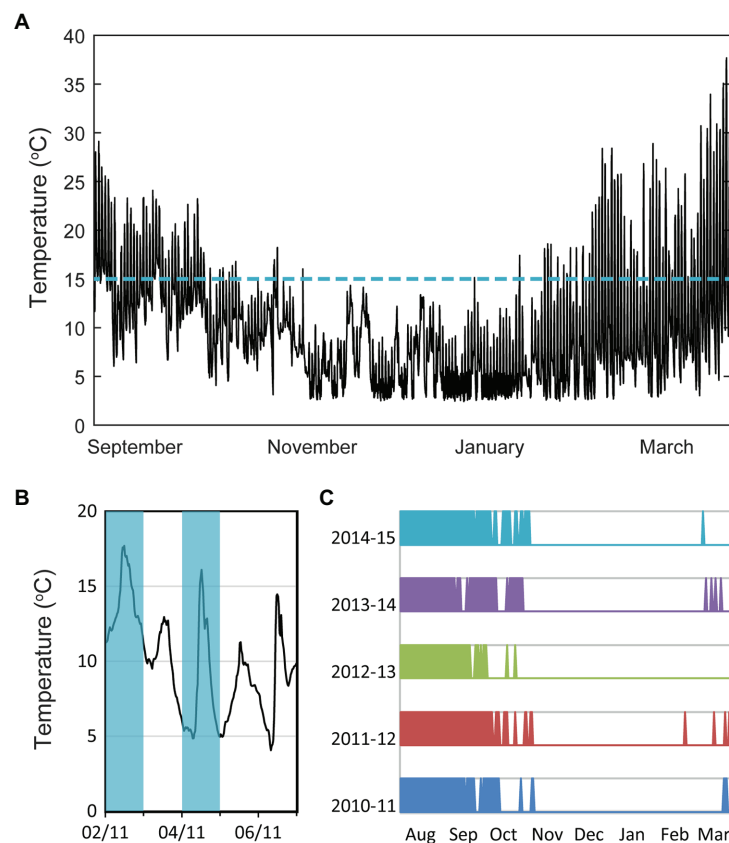 A
40
35
30
25
20
15
10
5
0
Temperature (°C)
September November January March
B
20
15
10
5
0
Temperature (°C)
02/11 04/11 06/11
C
2014-15
2013-14
2012-13
2011-12
2010-11
Aug Sep Oct Nov Dec Jan Feb Mar